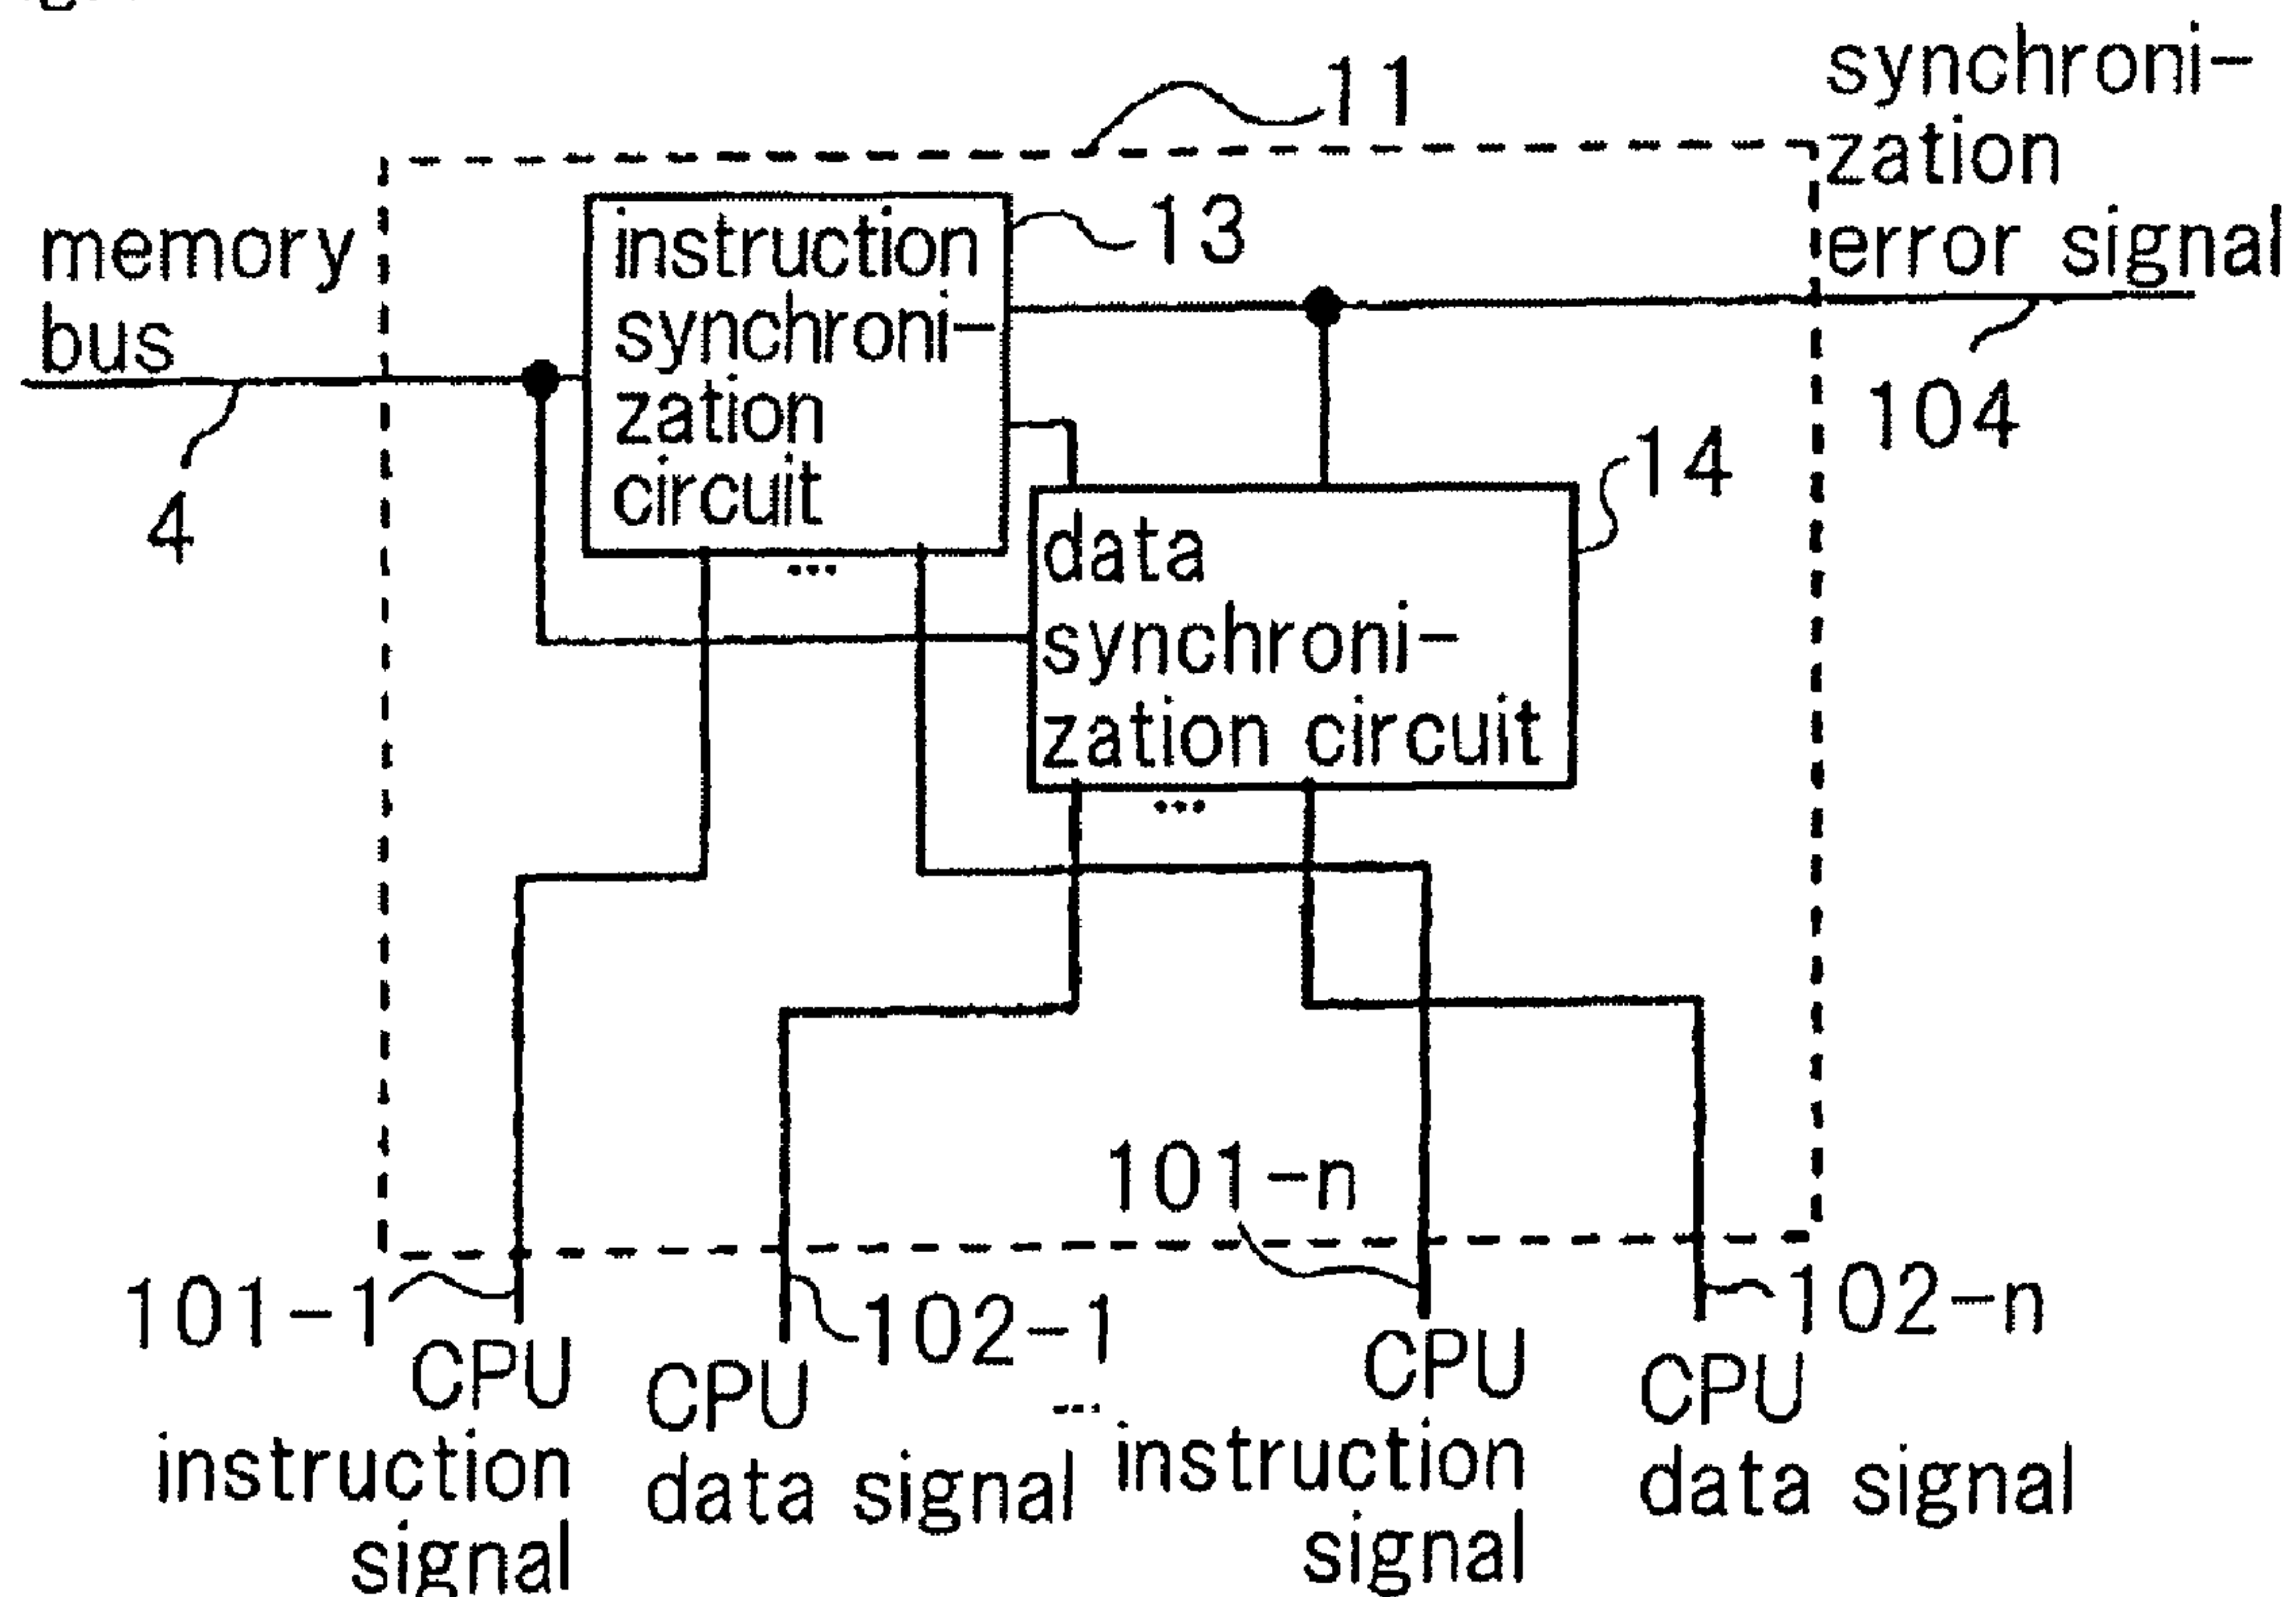 11
synchroni-
zation
error signal
104
memory
bus
4
instruction
synchroni-
zation
circuit
...
13
data
synchroni-
zation circuit
...
14
101-1
CPU
instruction
signal
102-1
CPU
data signal
...
101-n
CPU
instruction
signal
102-n
CPU
data signal